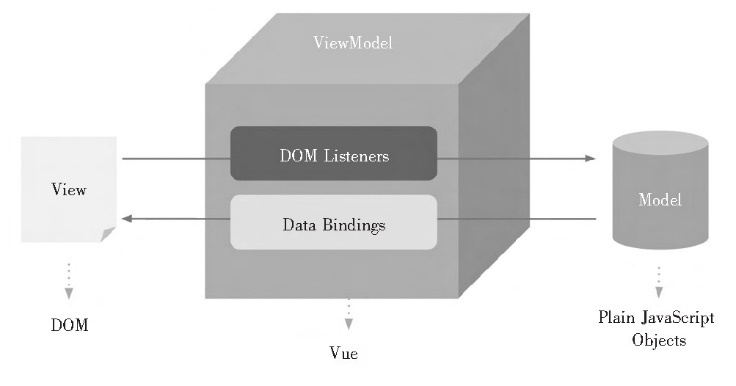 ViewModel
DOM Listeners
View
Model
Data Bindings
DOM
Plain JavaScript
Objects
Vue